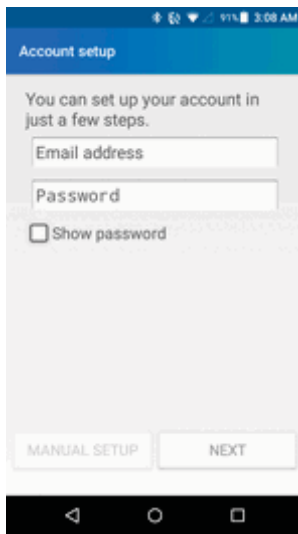 91% 3:08 AM
Account setup
You can set up your account in
just a few steps.
Email address
Password
Show password
MANUAL SETUP NEXT